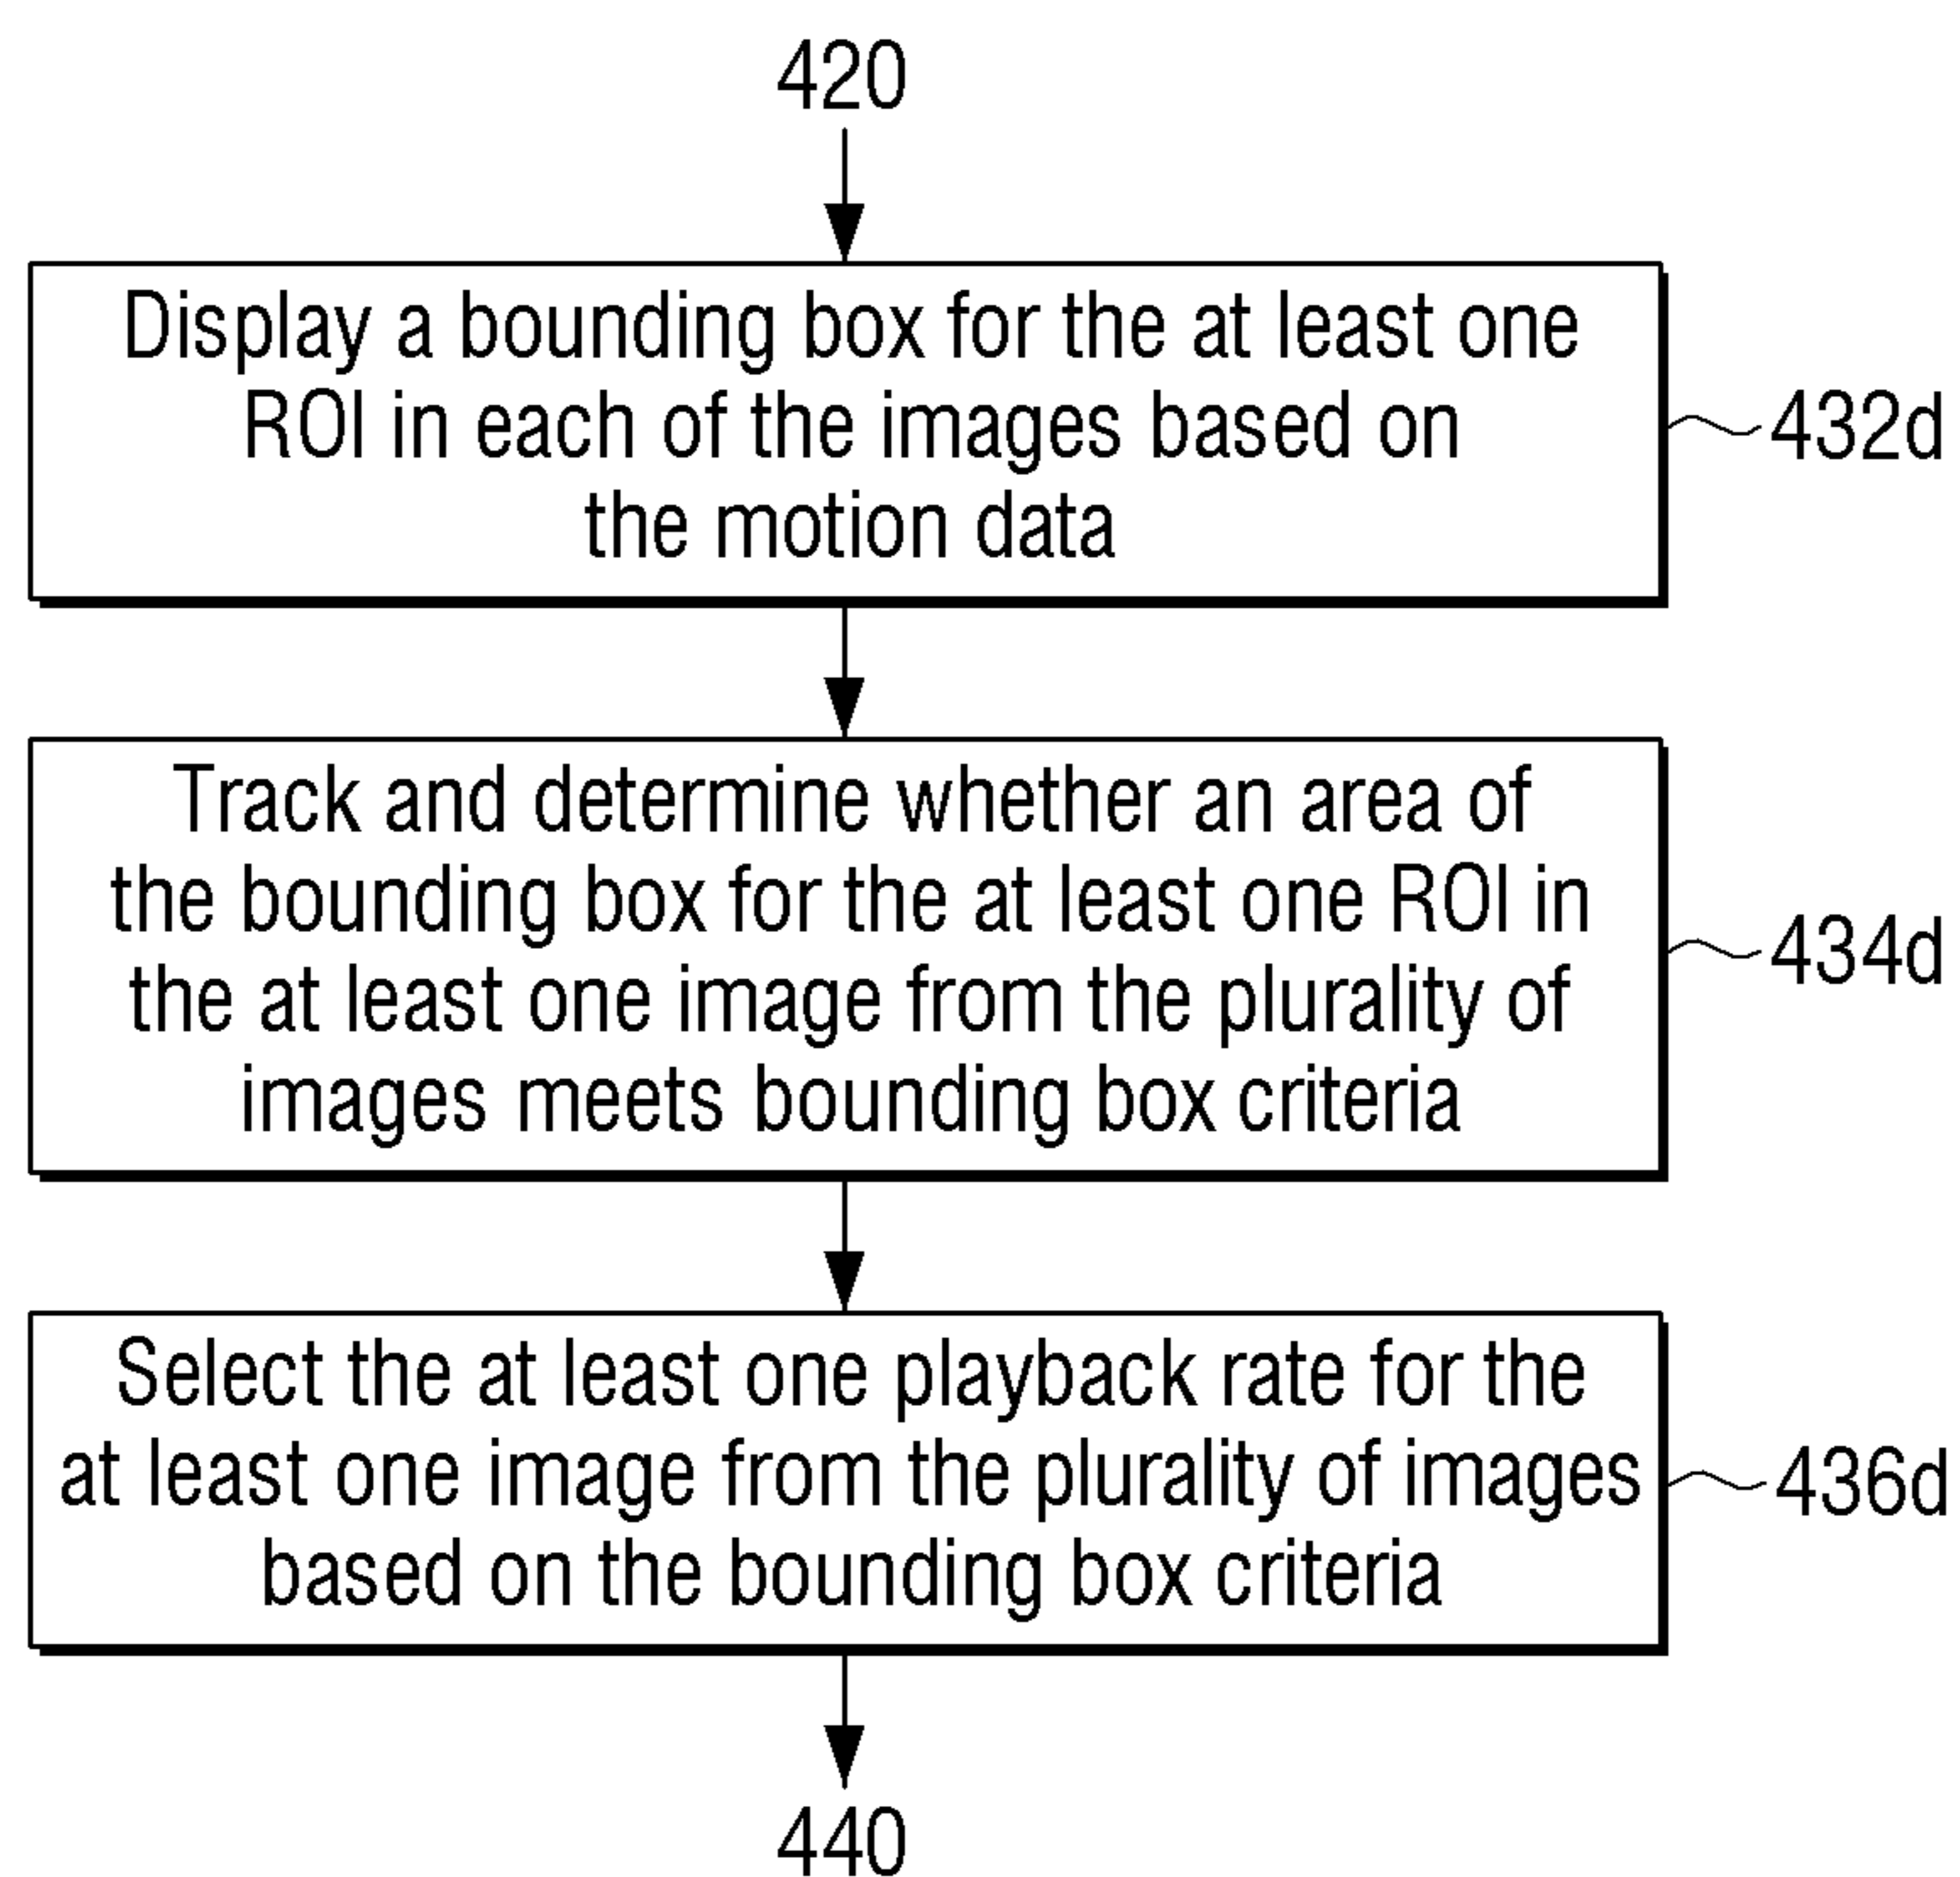 420
Display a bounding box for the at least one
ROI in each of the images based on
the motion data
432d
Track and determine whether an area of
the bounding box for the at least one ROI in
the at least one image from the plurality of
images meets bounding box criteria
434d
Select the at least one playback rate for the
at least one image from the plurality of images
based on the bounding box criteria
436d
440